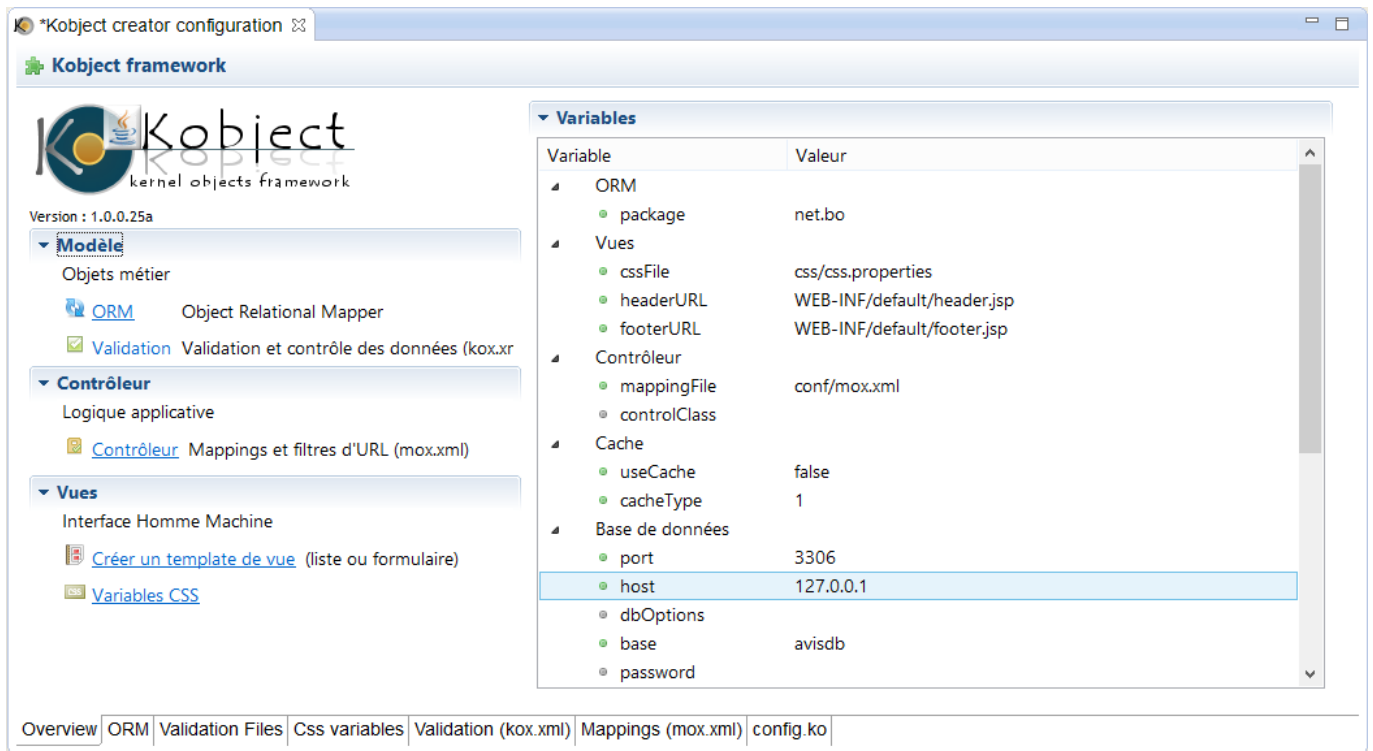 *Kobject creator configuration
Kobject framework
Kobject
kernel objects framework
Version : 1.0.0.25a
Modèle
Objets métier
ORM Object Relational Mapper
Validation Validation et contrôle des données (kox.xr
Contrôleur
Logique applicative
Contrôleur Mappings et filtres d'URL (mox.xml)
Vues
Interface Homme Machine
Créer un template de vue (liste ou formulaire)
CSS Variables CSS
Variables
Variable Valeur
ORM
package net.bo
Vues
cssFile css/css.properties
headerURL WEB-INF/default/header.jsp
footerURL WEB-INF/default/footer.jsp
Contrôleur
mappingFile conf/mox.xml
controlClass
Cache
useCache false
cacheType 1
Base de données
port 3306
host 127.0.0.1
dbOptions
base avisdb
password
Overview ORM Validation Files Css variables Validation (kox.xml) Mappings (mox.xml) config.ko